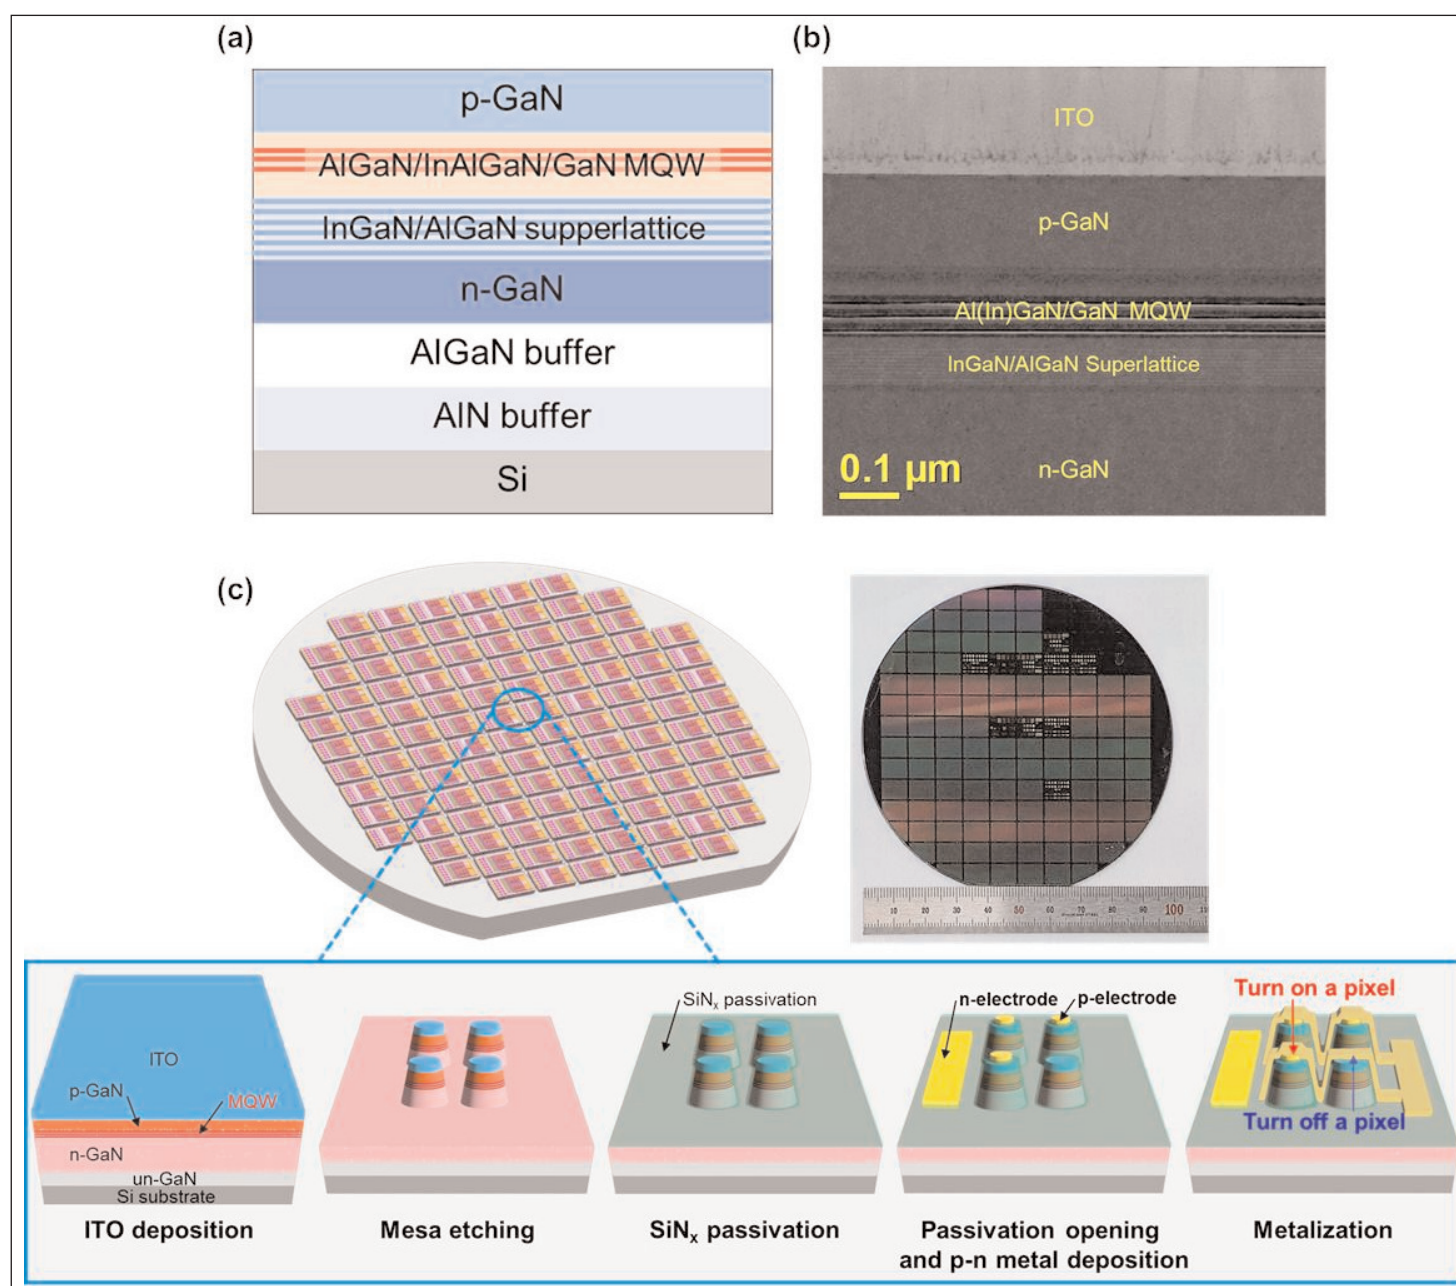 (a)
p-GaN
AlGaN/InAlGaN/GaN MQW
InGaN/AlGaN supperlattice
n-GaN
AlGaN buffer
AlN buffer
Si
(b)
ITO
p-GaN
Al(In)GaN/GaN MQW
InGaN/AlGaN Superlattice
n-GaN
0.1 μm
(c)
10 20 30 40 50 60 70 80 90 100
ITO
p-GaN
MQW
n-GaN
un-GaN
Si substrate
ITO deposition
Mesa etching
SiNₓ passivation
SiNₓ passivation
n-electrode
p-electrode
Passivation opening
and p-n metal deposition
Turn on a pixel
Turn off a pixel
Metalization